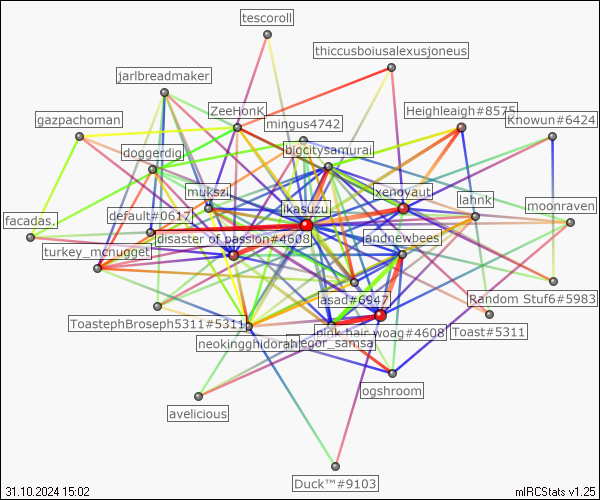 tescoroll
thiccusboiusalexusjoneus
jarlbreadmaker
ZeeHonK
Heighleaigh#8575
gazpachoman
mingus4742
Knowun#6424
doggerdig
bigcitysamurai
mukszi
xenoyaut
lahnk
facadas.
default#0617
ikasuzu
moonraven
turkey_mcnugget
disaster of passion#4608
landnewbees
asad#6947
Random Stuf6#5983
ToastephBroseph5311#5311
neokingghidorah
gregor_samsa
pink hair woag#4608
Toast#5311
ogshroom
avelicious
Duck™#9103
31.10.2024 15:02
mIRCStats v1.25